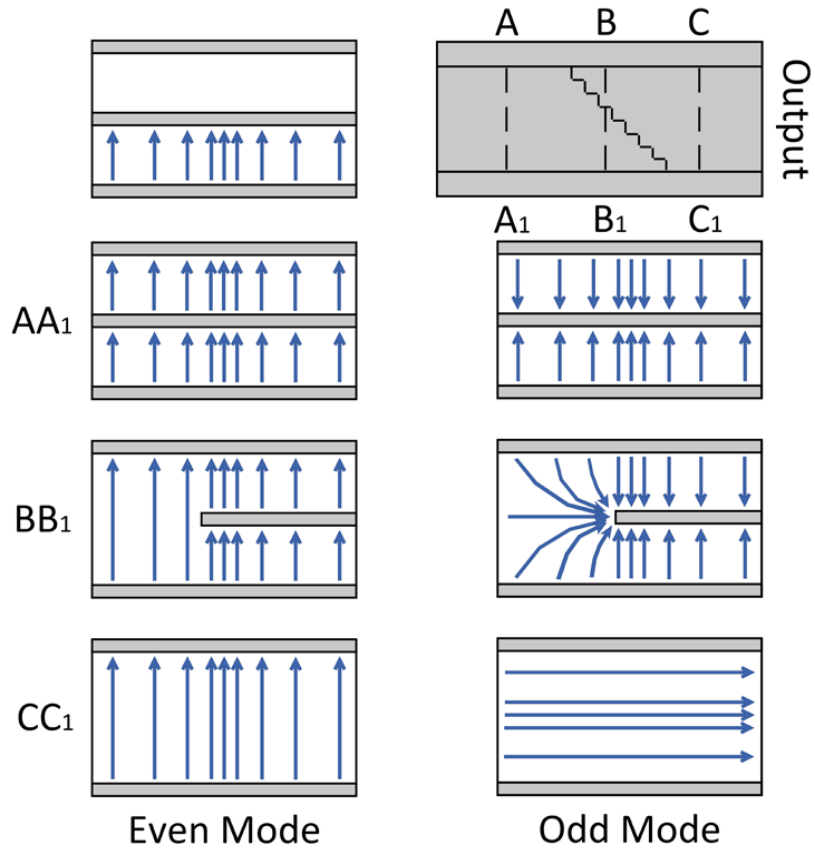 A B C
Output
A₁ B₁ C₁
AA₁
BB₁
CC₁
Even Mode Odd Mode